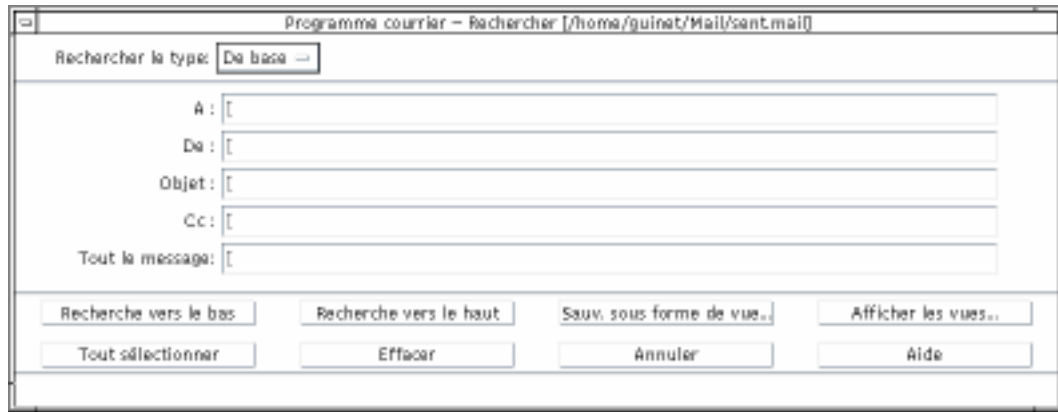 Programme courrier – Rechercher [/home/guinet/Mail/sent.mail]
Rechercher le type: De base
A :
De :
Objet :
Cc :
Tout le message:
Recherche vers le bas Recherche vers le haut Sauv. sous forme de vue.. Afficher les vues...
Tout sélectionner Effacer Annuler Aide